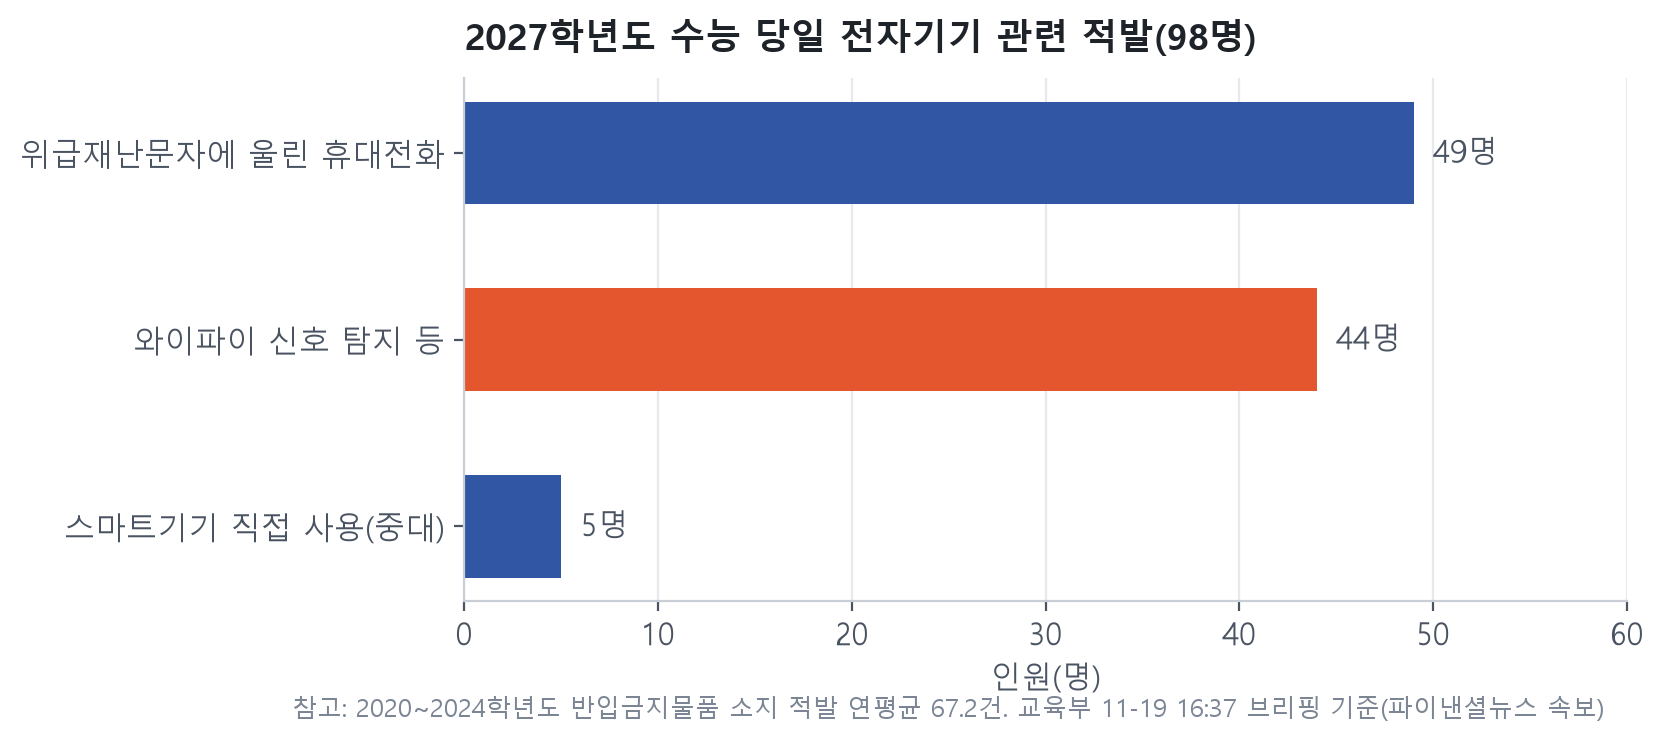 2027학년도 수능 당일 전자기기 관련 적발(98명)
위급재난문자에 울린 휴대전화
49명
와이파이 신호 탐지 등
44명
스마트기기 직접 사용(중대)
5명
0 10 20 30 40 50 60
인원(명)
참고: 2020~2024학년도 반입금지물품 소지 적발 연평균 67.2건. 교육부 11-19 16:37 브리핑 기준(파이낸셜뉴스 속보)